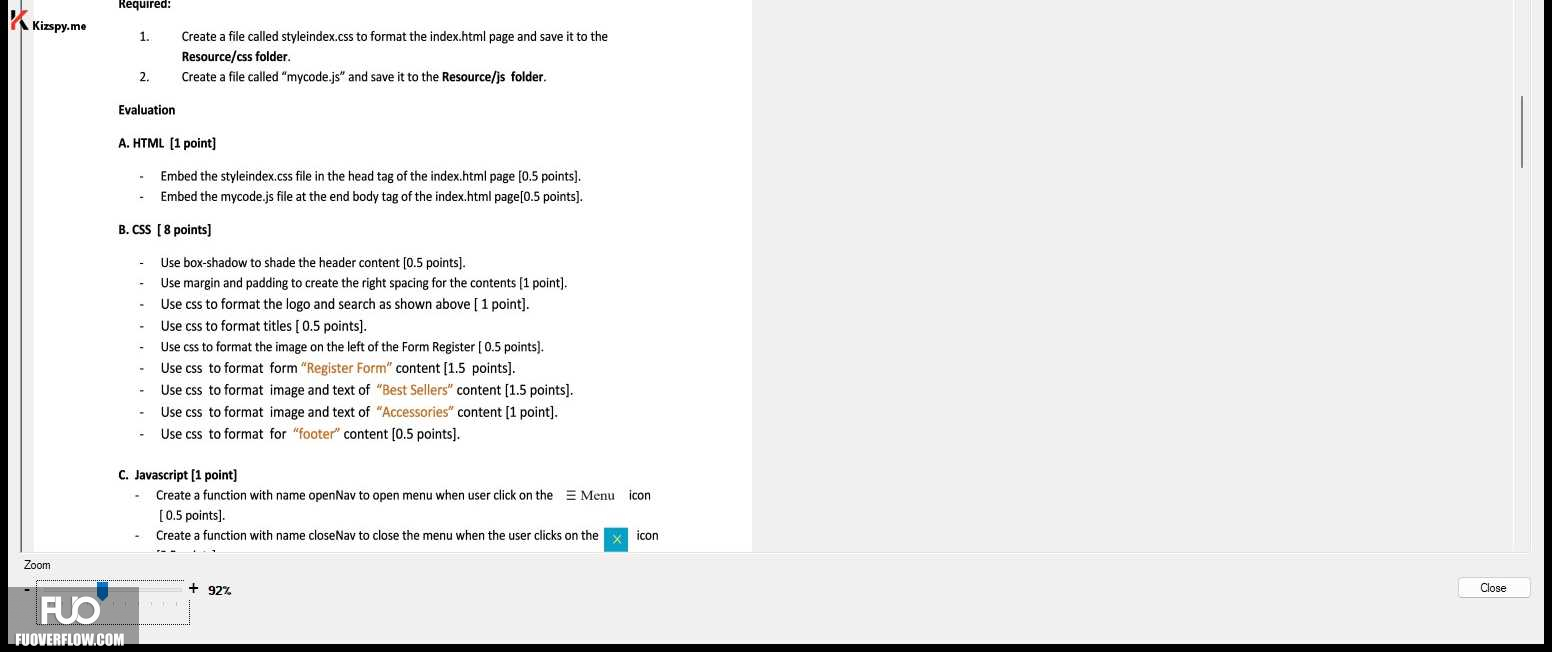 Required:
Kizspy.me
1. Create a file called styleindex.css to format the index.html page and save it to the
Resource/css folder.
2. Create a file called “mycode.js” and save it to the Resource/js folder.
Evaluation
A. HTML [1 point]
- Embed the styleindex.css file in the head tag of the index.html page [0.5 points].
- Embed the mycode.js file at the end body tag of the index.html page[0.5 points].
B. CSS [ 8 points]
- Use box-shadow to shade the header content [0.5 points].
- Use margin and padding to create the right spacing for the contents [1 point].
- Use css to format the logo and search as shown above [ 1 point].
- Use css to format titles [ 0.5 points].
- Use css to format the image on the left of the Form Register [ 0.5 points].
- Use css to format form “Register Form” content [1.5 points].
- Use css to format image and text of “Best Sellers” content [1.5 points].
- Use css to format image and text of “Accessories” content [1 point].
- Use css to format for “footer” content [0.5 points].
C. Javascript [1 point]
- Create a function with name openNav to open menu when user click on the ☰ Menu icon
[ 0.5 points].
- Create a function with name closeNav to close the menu when the user clicks on the X icon
Zoom
- + 92%
Close
FUO
FUOVERFLOW.COM